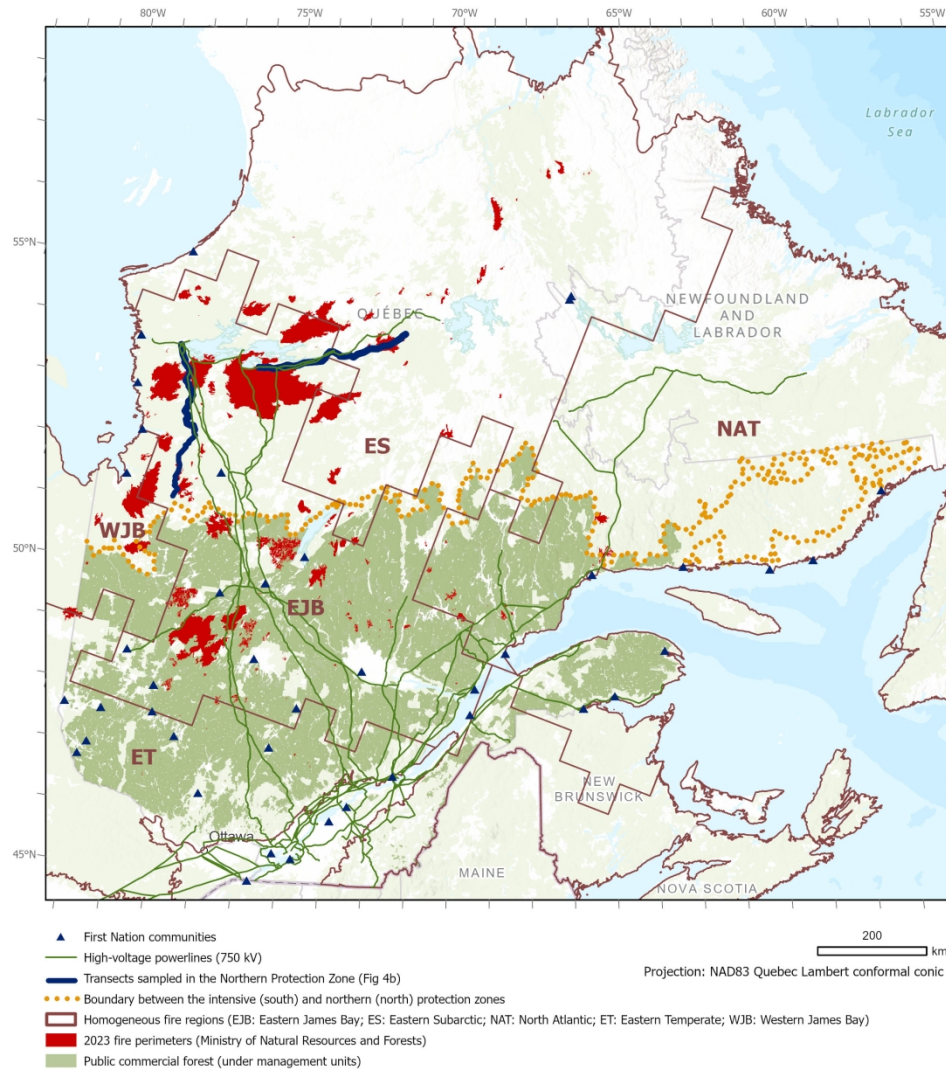 80°W 75°W 70°W 65°W 60°W 55°W
Labrador
Sea
55°N
QUÉBEC
NEWFOUNDLAND
AND
LABRADOR
ES
NAT
WJB
50°N
EJB
ET
NEW
BRUNSWICK
Ottawa
45°N
MAINE
NOVA SCOTIA
First Nation communities
200
High-voltage powerlines (750 kV)
km
Transects sampled in the Northern Protection Zone (Fig 4b)
Projection: NAD83 Quebec Lambert conformal conic
Boundary between the intensive (south) and northern (north) protection zones
Homogeneous fire regions (EJB: Eastern James Bay; ES: Eastern Subarctic; NAT: North Atlantic; ET: Eastern Temperate; WJB: Western James Bay)
2023 fire perimeters (Ministry of Natural Resources and Forests)
Public commercial forest (under management units)